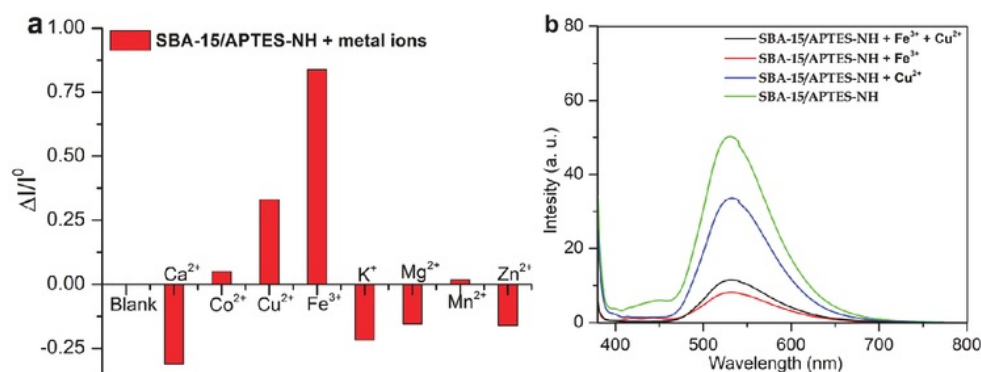 a
SBA-15/APTES-NH + metal ions
1.00
0.75
0.50
0.25
0.00
-0.25
ΔI/I⁰
Blank
Ca²⁺
Co²⁺
Cu²⁺
Fe³⁺
K⁺
Mg²⁺
Mn²⁺
Zn²⁺
b
SBA-15/APTES-NH + Fe³⁺ + Cu²⁺
SBA-15/APTES-NH + Fe³⁺
SBA-15/APTES-NH + Cu²⁺
SBA-15/APTES-NH
80
60
40
20
0
Intesity (a. u.)
400
500
600
700
800
Wavelength (nm)